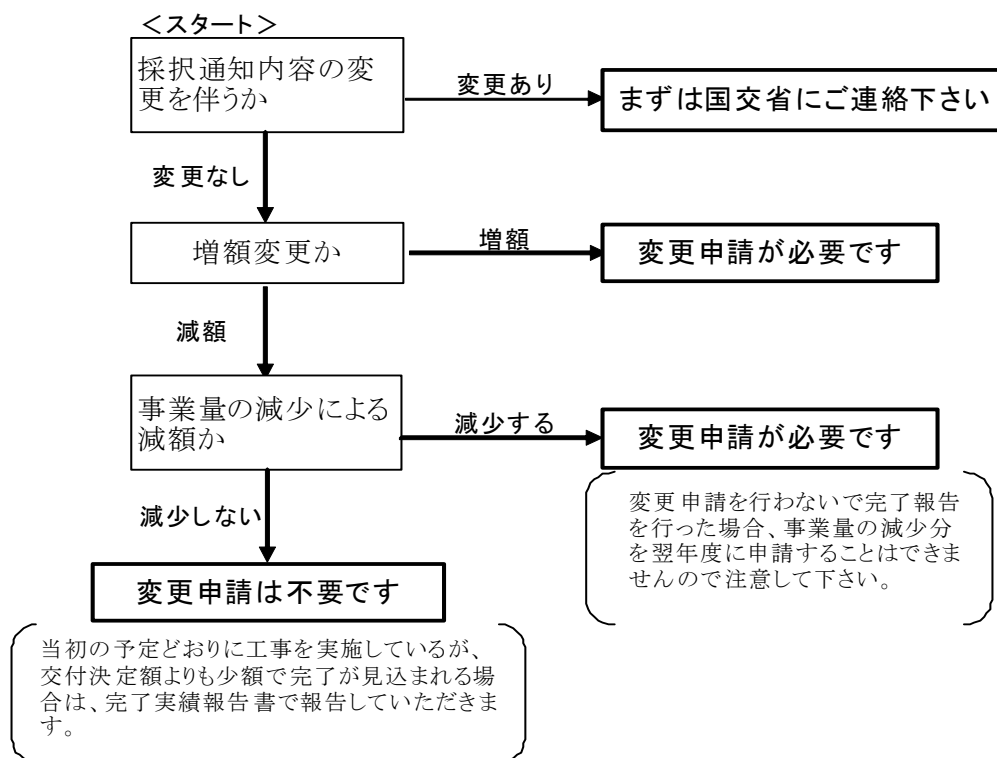 ＜スタート＞
採択通知内容の変
更を伴うか
変更あり
まずは国交省にご連絡下さい
変更なし
増額変更か
増額
変更申請が必要です
減額
事業量の減少による
減額か
減少する
変更申請が必要です
変更申請を行わないで完了報告
を行った場合、事業量の減少分
を翌年度に申請することはできま
せんので注意して下さい。
減少しない
変更申請は不要です
当初の予定どおりに工事を実施しているが、
交付決定額よりも少額で完了が見込まれる場
合は、完了実績報告書で報告していただきま
す。